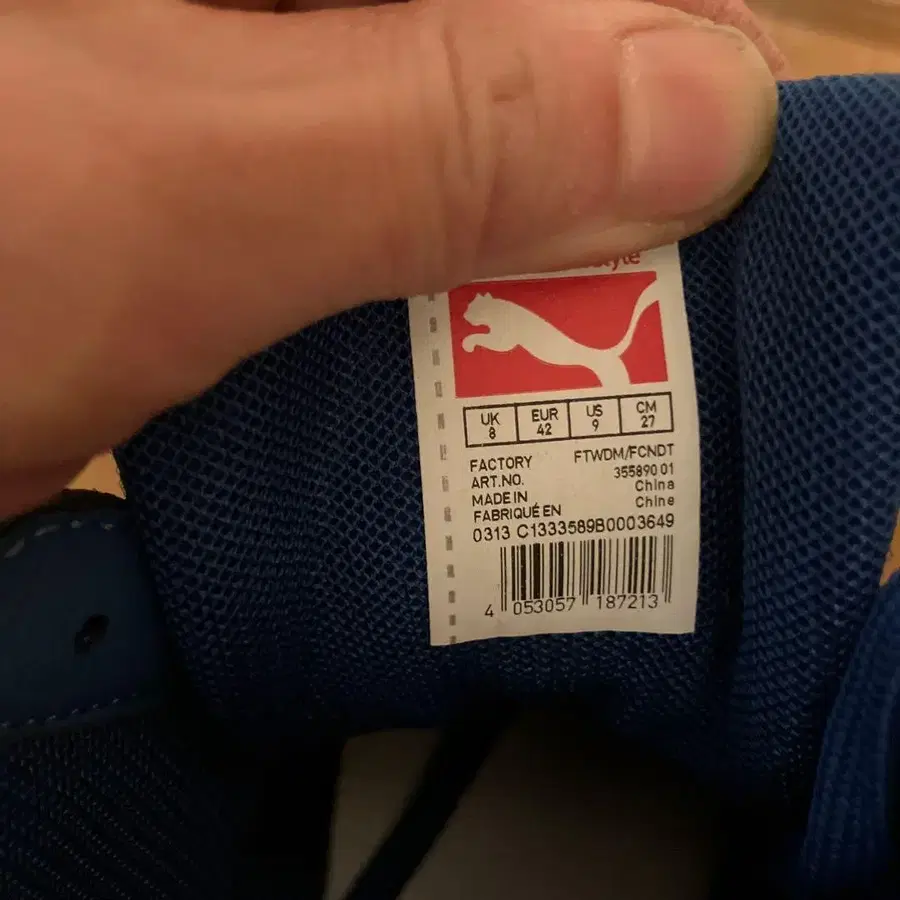 UK 8 EUR 42 US 9 CM 27
FACTORY FTWDM/FCNDT
ART.NO. 355890 01
MADE IN China
FABRIQUÉ EN Chine
0313 C1333589B0003649
4 053057 187213